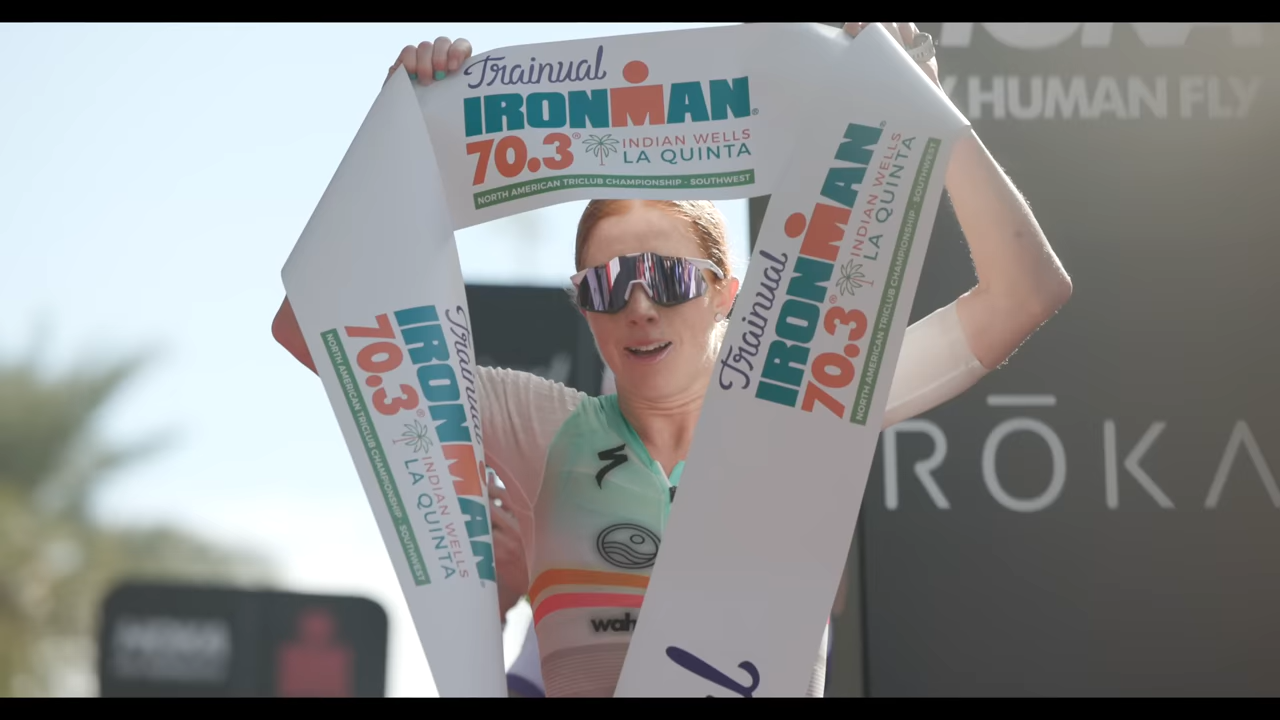 Trainual
IRONMAN®
70.3®
INDIAN WELLS
LA QUINTA
NORTH AMERICAN TRICLUB CHAMPIONSHIP - SOUTHWEST
HUMAN FLY
Trainual
IRONMAN®
70.3®
INDIAN WELLS
LA QUINTA
NORTH AMERICAN TRICLUB CHAMPIONSHIP - SOUTHWEST
Trainual
IRONMAN®
70.3®
INDIAN WELLS
LA QUINTA
NORTH AMERICAN TRICLUB CHAMPIONSHIP - SOUTHWEST
RŌKA
wah
HOKA